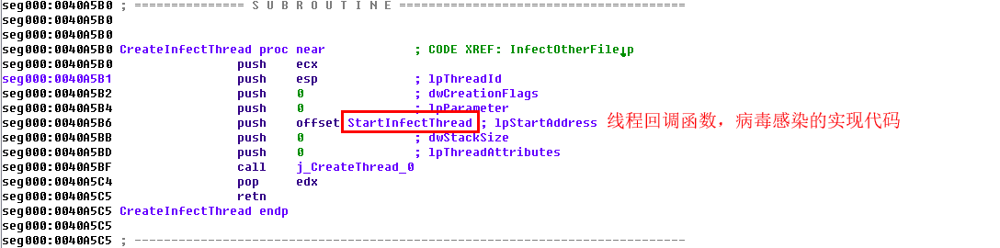 seg000:0040A5B0 ; =============== S U B R O U T I N E =======================================
seg000:0040A5B0
seg000:0040A5B0
seg000:0040A5B0 CreateInfectThread proc near ; CODE XREF: InfectOtherFile↓p
seg000:0040A5B0 push ecx
seg000:0040A5B1 push esp ; lpThreadId
seg000:0040A5B2 push 0 ; dwCreationFlags
seg000:0040A5B4 push 0 ; lpParameter
seg000:0040A5B6 push offset StartInfectThread ; lpStartAddress 线程回调函数，病毒感染的实现代码
seg000:0040A5BB push 0 ; dwStackSize
seg000:0040A5BD push 0 ; lpThreadAttributes
seg000:0040A5BF call j_CreateThread_0
seg000:0040A5C4 pop edx
seg000:0040A5C5 retn
seg000:0040A5C5 CreateInfectThread endp
seg000:0040A5C5
seg000:0040A5C5 ; ---------------------------------------------------------------------------